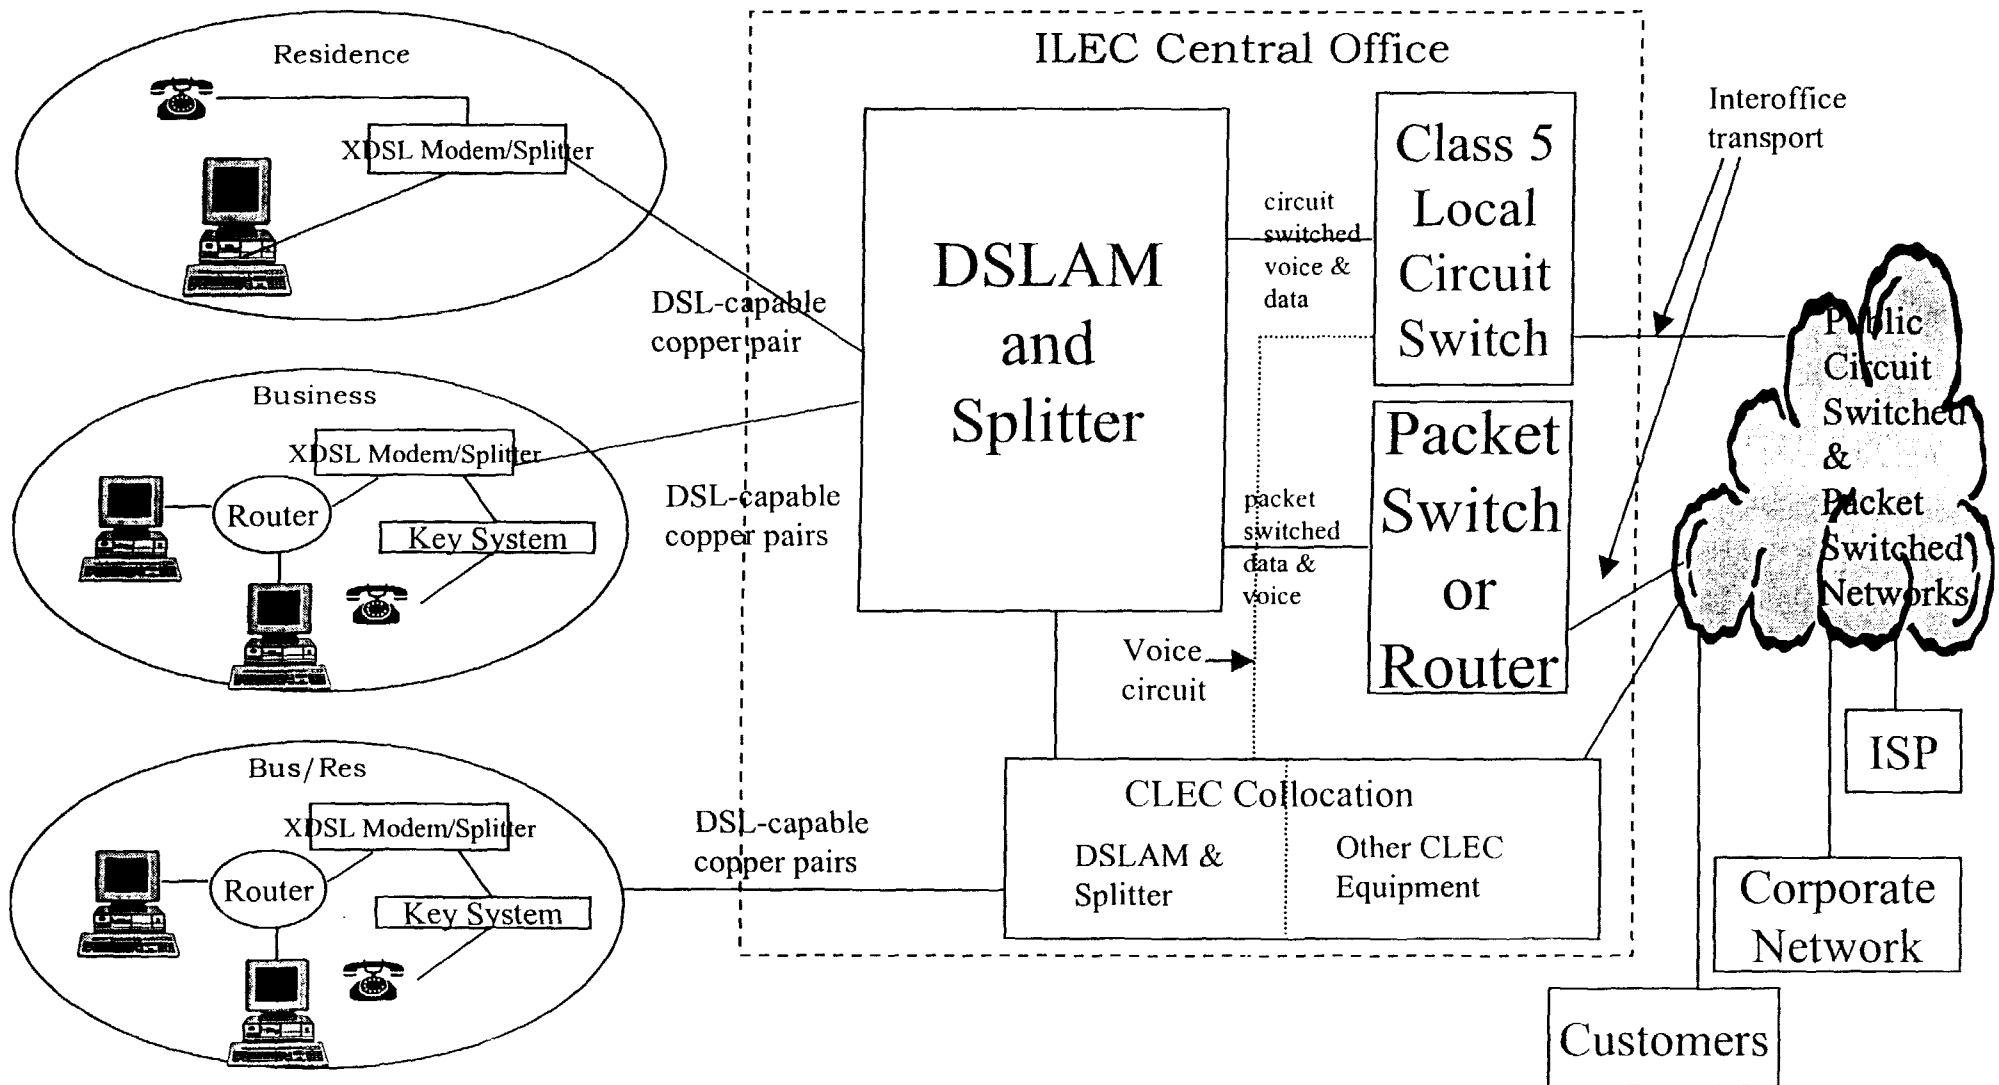 Residence
XDSL Modem/Splitter
DSL-capable
copper pair
Business
XDSL Modem/Splitter
Router
Key System
DSL-capable
copper pairs
Bus/Res
XDSL Modem/Splitter
Router
Key System
DSL-capable
copper pairs
ILEC Central Office
DSLAM
and
Splitter
circuit
switched
voice &
data
packet
switched
data &
voice
Voice
circuit
Class 5
Local
Circuit
Switch
Packet
Switch
or
Router
CLEC Collocation
DSLAM &
Splitter
Other CLEC
Equipment
Interoffice
transport
Public
Circuit
Switched
&
Packet
Switched
Networks
ISP
Corporate
Network
Customers